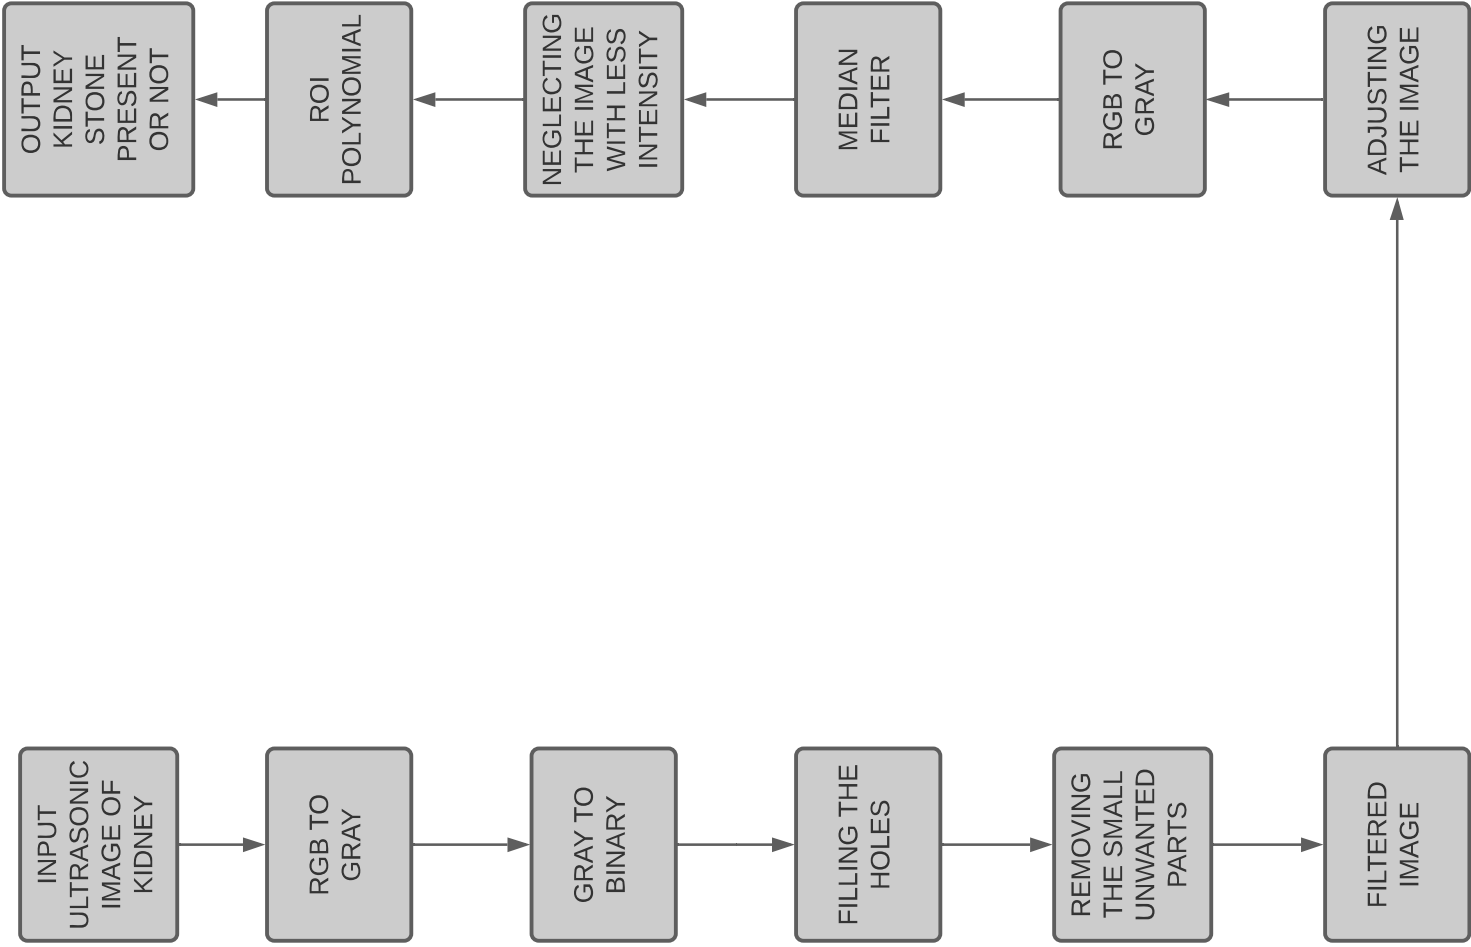 INPUT
ULTRASONIC
IMAGE OF
KIDNEY
RGB TO
GRAY
GRAY TO
BINARY
FILLING THE
HOLES
REMOVING
THE SMALL
UNWANTED
PARTS
FILTERED
IMAGE
ADJUSTING
THE IMAGE
RGB TO
GRAY
MEDIAN
FILTER
NEGLECTING
THE IMAGE
WITH LESS
INTENSITY
ROI
POLYNOMIAL
OUTPUT
KIDNEY
STONE
PRESENT
OR NOT